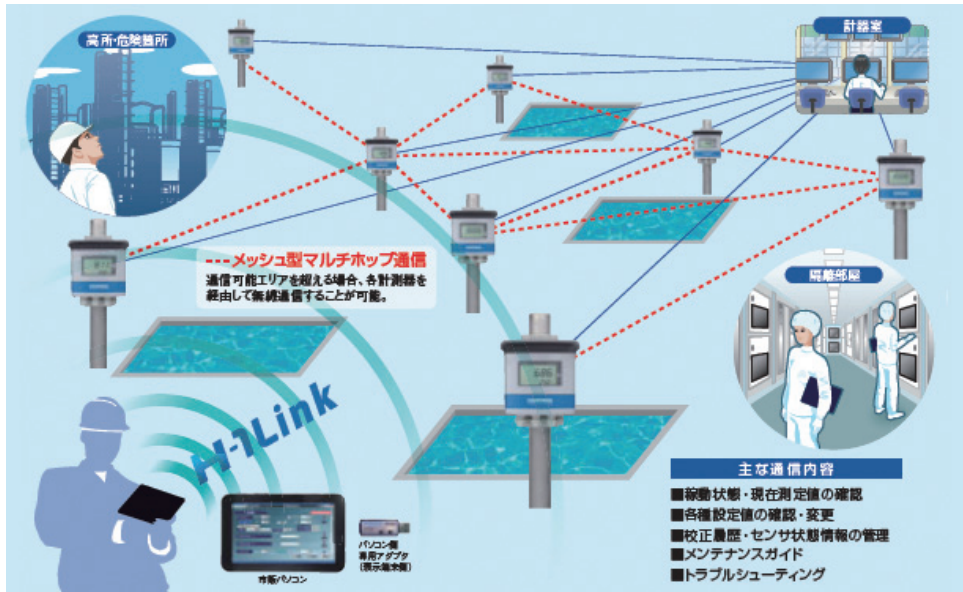 高所・危険箇所
計器室
メッシュ型マルチホップ通信
通信可能エリアを超える場合、各計測器を
経由して無線通信することが可能。
隔離部屋
H-1Link
主な通信内容
■稼動状態・現在測定値の確認
■各種設定値の確認・変更
■校正履歴・センサ状態情報の管理
■メンテナンスガイド
■トラブルシューティング
パソコン側
専用アダプタ
(表示端末側)
市販パソコン